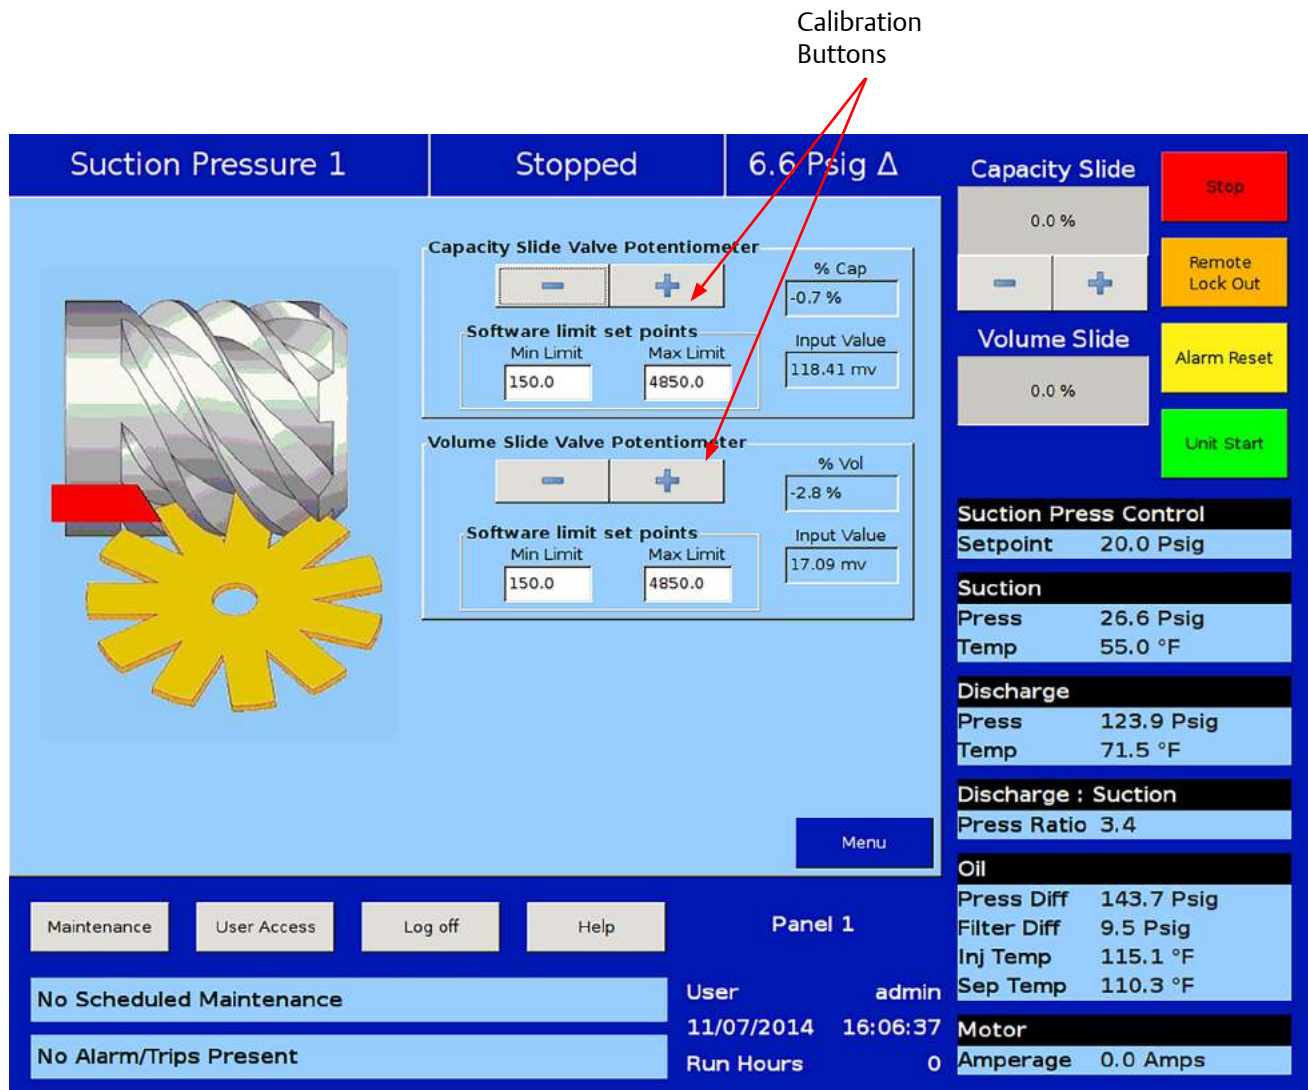 Calibration
Buttons
Suction Pressure 1
Stopped
6.6 Psig Δ
Capacity Slide Valve Potentiometer
% Cap
-0.7 %
Software limit set points
Min Limit
Max Limit
150.0
4850.0
Input Value
118.41 mv
Volume Slide Valve Potentiometer
% Vol
-2.8 %
Software limit set points
Min Limit
Max Limit
150.0
4850.0
Input Value
17.09 mv
Menu
Capacity Slide
0.0 %
Volume Slide
0.0 %
Stop
Remote
Lock Out
Alarm Reset
Unit Start
Suction Press Control
Setpoint 20.0 Psig
Suction
Press 26.6 Psig
Temp 55.0 °F
Discharge
Press 123.9 Psig
Temp 71.5 °F
Discharge : Suction
Press Ratio 3.4
Oil
Press Diff 143.7 Psig
Filter Diff 9.5 Psig
Inj Temp 115.1 °F
Sep Temp 110.3 °F
Motor
Amperage 0.0 Amps
Maintenance
User Access
Log off
Help
Panel 1
No Scheduled Maintenance
No Alarm/Trips Present
User admin
11/07/2014 16:06:37
Run Hours 0